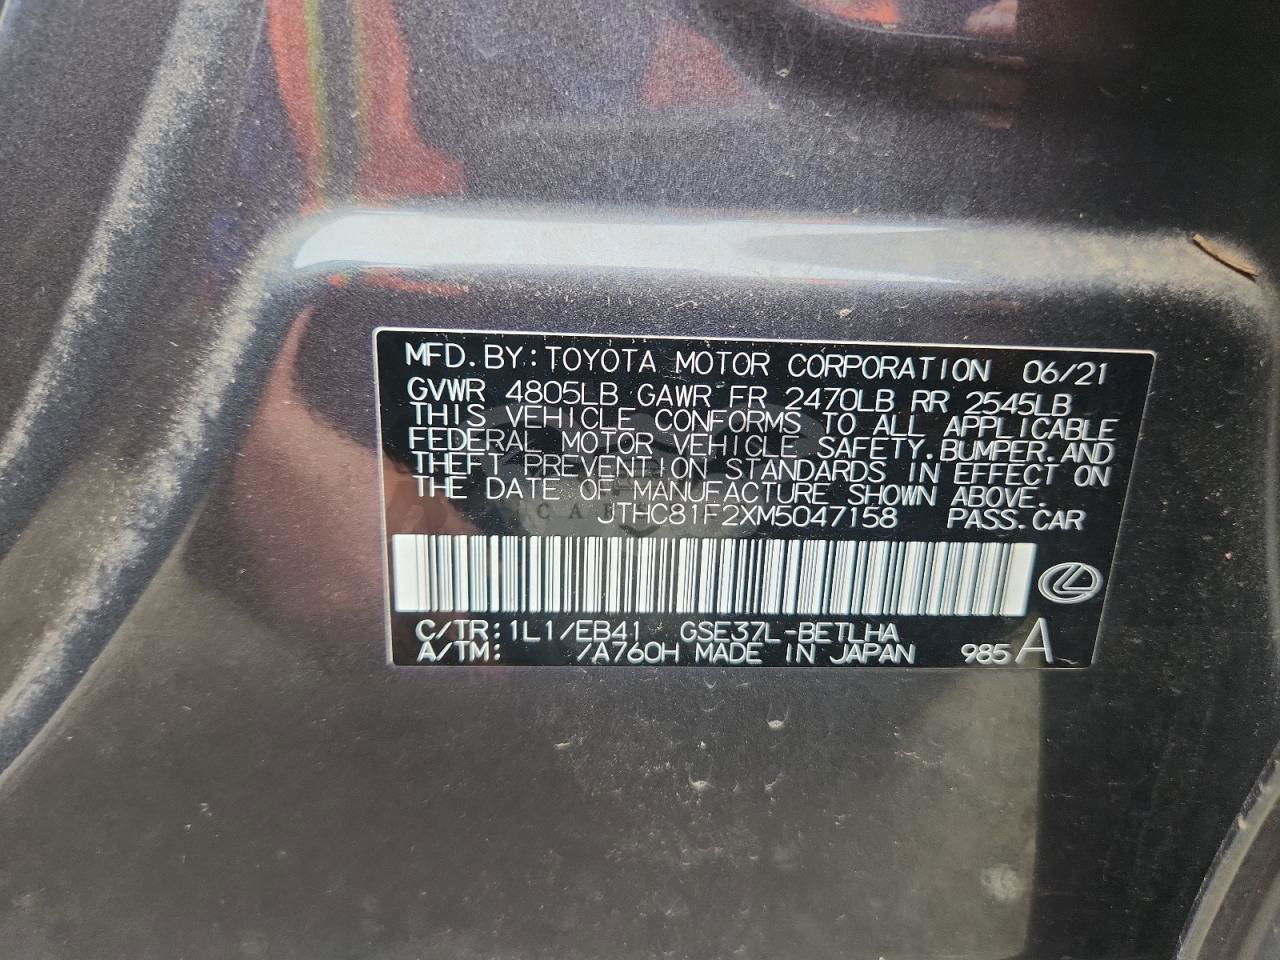 MFD.BY:TOYOTA MOTOR CORPORATION 06/21
GVWR 4805LB GAWR FR 2470LB RR 2545LB
THIS VEHICLE CONFORMS TO ALL APPLICABLE
FEDERAL MOTOR VEHICLE SAFETY.BUMPER.AND
THEFT PREVENTION STANDARDS IN EFFECT ON
THE DATE OF MANUFACTURE SHOWN ABOVE.
JTHC81F2XM5047158 PASS.CAR
C/TR:1L1/EB41 GSE37L-BETLHA
A/TM: /A760H MADE IN JAPAN 985 A